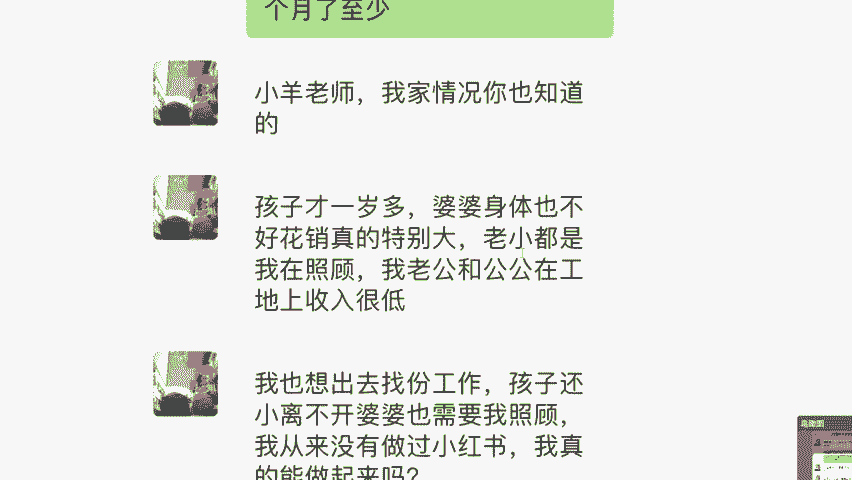 个月了至少
小羊老师，我家情况你也知道
的
孩子才一岁多，婆婆身体也不
好花销真的特别大，老小都是
我在照顾，我老公和公公在工
地上收入很低
我也想出去找份工作，孩子还
小离不开婆婆也需要我照顾，
我从来没有做过小红书，我真
的能做起来吗？